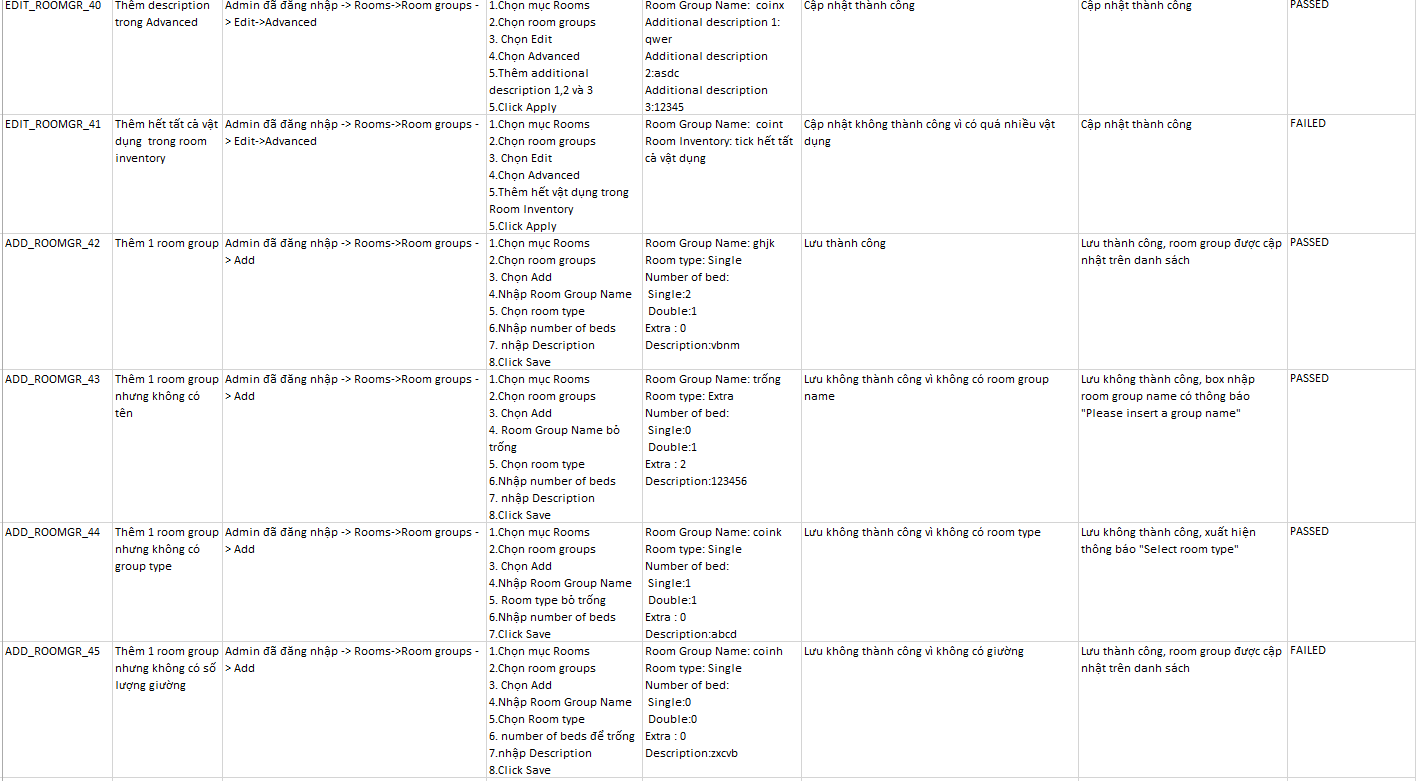 EDIT_ROOMGR_40
Thêm description
trong Advanced
Admin đã đăng nhập -> Rooms->Room groups -
> Edit->Advanced
1.Chọn mục Rooms
2.Chọn room groups
3. Chọn Edit
4.Chọn Advanced
5.Thêm additional
description 1,2 và 3
5.Click Apply
Room Group Name:  coinx
Additional description 1:
qwer
Additional description
2:asdc
Additional description
3:12345
Cập nhật thành công
Cập nhật thành công
PASSED
EDIT_ROOMGR_41
Thêm hết tất cả vật
dụng  trong room
inventory
Admin đã đăng nhập -> Rooms->Room groups -
> Edit->Advanced
1.Chọn mục Rooms
2.Chọn room groups
3. Chọn Edit
4.Chọn Advanced
5.Thêm hết vật dụng trong
Room Inventory
5.Click Apply
Room Group Name:  coint
Room Inventory: tick hết tất
cả vật dụng
Cập nhật không thành công vì có quá nhiều vật
dụng
Cập nhật thành công
FAILED
ADD_ROOMGR_42
Thêm 1 room group
Admin đã đăng nhập -> Rooms->Room groups -
> Add
1.Chọn mục Rooms
2.Chọn room groups
3. Chọn Add
4.Nhập Room Group Name
5. Chọn room type
6.Nhập number of beds
7. nhập Description
8.Click Save
Room Group Name: ghjk
Room type: Single
Number of bed:
Single:2
Double:1
Extra : 0
Description:vbnm
Lưu thành công
Lưu thành công, room group được cập
nhật trên danh sách
PASSED
ADD_ROOMGR_43
Thêm 1 room group
nhưng không có
tên
Admin đã đăng nhập -> Rooms->Room groups -
> Add
1.Chọn mục Rooms
2.Chọn room groups
3. Chọn Add
4. Room Group Name bỏ
trống
5. Chọn room type
6.Nhập number of beds
7. nhập Description
8.Click Save
Room Group Name: trống
Room type: Extra
Number of bed:
Single:0
Double:1
Extra : 2
Description:123456
Lưu không thành công vì không có room group
name
Lưu không thành công, box nhập
room group name có thông báo
"Please insert a group name"
PASSED
ADD_ROOMGR_44
Thêm 1 room group
nhưng không có
group type
Admin đã đăng nhập -> Rooms->Room groups -
> Add
1.Chọn mục Rooms
2.Chọn room groups
3. Chọn Add
4.Nhập Room Group Name
5. Room type bỏ trống
6.Nhập number of beds
7.Click Save
Room Group Name: coink
Room type: Single
Number of bed:
Single:1
Double:1
Extra : 0
Description:abcd
Lưu không thành công vì không có room type
Lưu không thành công, xuất hiện
thông báo "Select room type"
PASSED
ADD_ROOMGR_45
Thêm 1 room group
nhưng không có số
lượng giường
Admin đã đăng nhập -> Rooms->Room groups -
> Add
1.Chọn mục Rooms
2.Chọn room groups
3. Chọn Add
4.Nhập Room Group Name
5.Chọn Room type
6. number of beds để trống
7.nhập Description
8.Click Save
Room Group Name: coinh
Room type: Single
Number of bed:
Single:0
Double:0
Extra : 0
Description:zxcvb
Lưu không thành công vì không có giường
Lưu thành công, room group được cập
nhật trên danh sách
FAILED